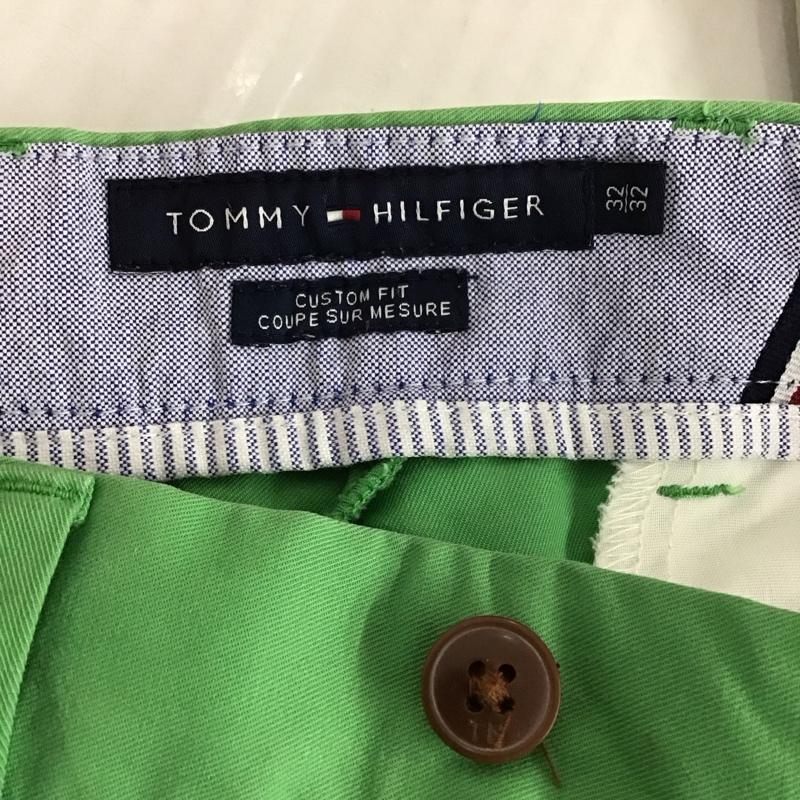 TOMMY HILFIGER
32
32
CUSTOM FIT
COUPE SUR MESURE